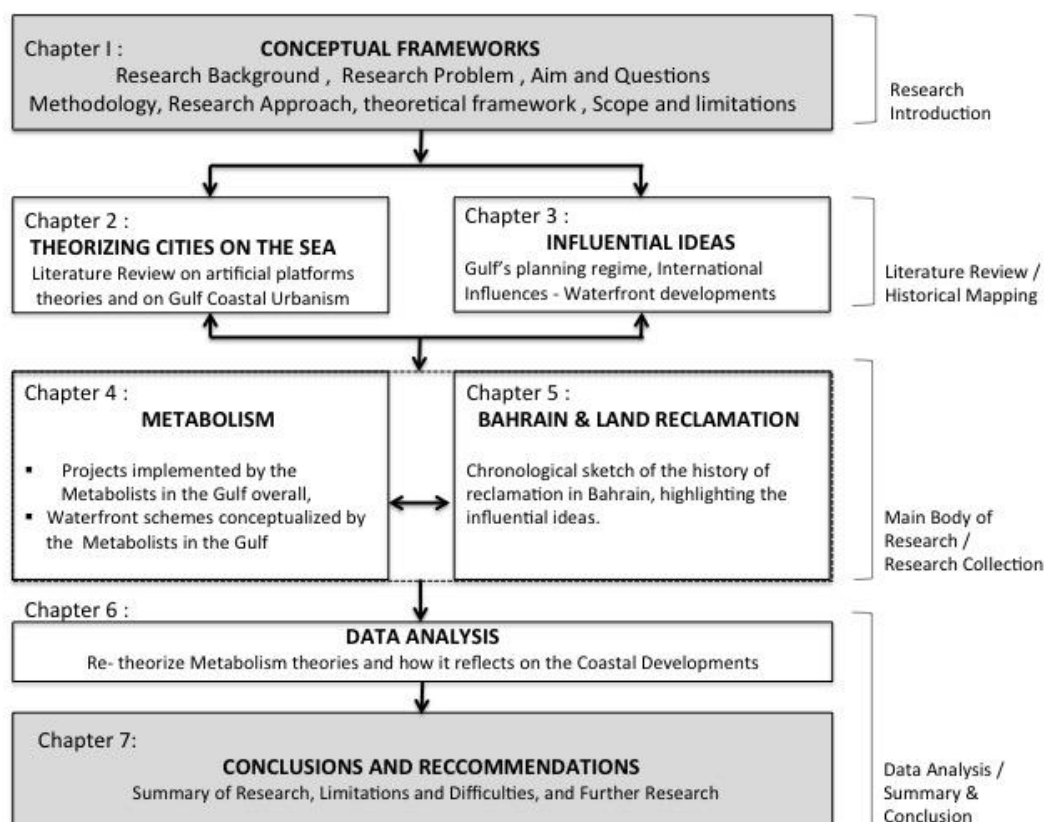 Chapter I : CONCEPTUAL FRAMEWORKS
Research Background , Research Problem , Aim and Questions
Methodology, Research Approach, theoretical framework , Scope and limitations
Research
Introduction
Chapter 2 :
THEORIZING CITIES ON THE SEA
Literature Review on artificial platforms
theories and on Gulf Coastal Urbanism
Chapter 3 :
INFLUENTIAL IDEAS
Gulf's planning regime, International
Influences - Waterfront developments
Literature Review /
Historical Mapping
Chapter 4 :
METABOLISM
▪ Projects implemented by the
Metabolists in the Gulf overall,
▪ Waterfront schemes conceptualized by
the Metabolists in the Gulf
Chapter 5 :
BAHRAIN & LAND RECLAMATION
Chronological sketch of the history of
reclamation in Bahrain, highlighting the
influential ideas.
Main Body of
Research /
Research Collection
Chapter 6 :
DATA ANALYSIS
Re- theorize Metabolism theories and how it reflects on the Coastal Developments
Chapter 7:
CONCLUSIONS AND RECCOMMENDATIONS
Summary of Research, Limitations and Difficulties, and Further Research
Data Analysis /
Summary &
Conclusion